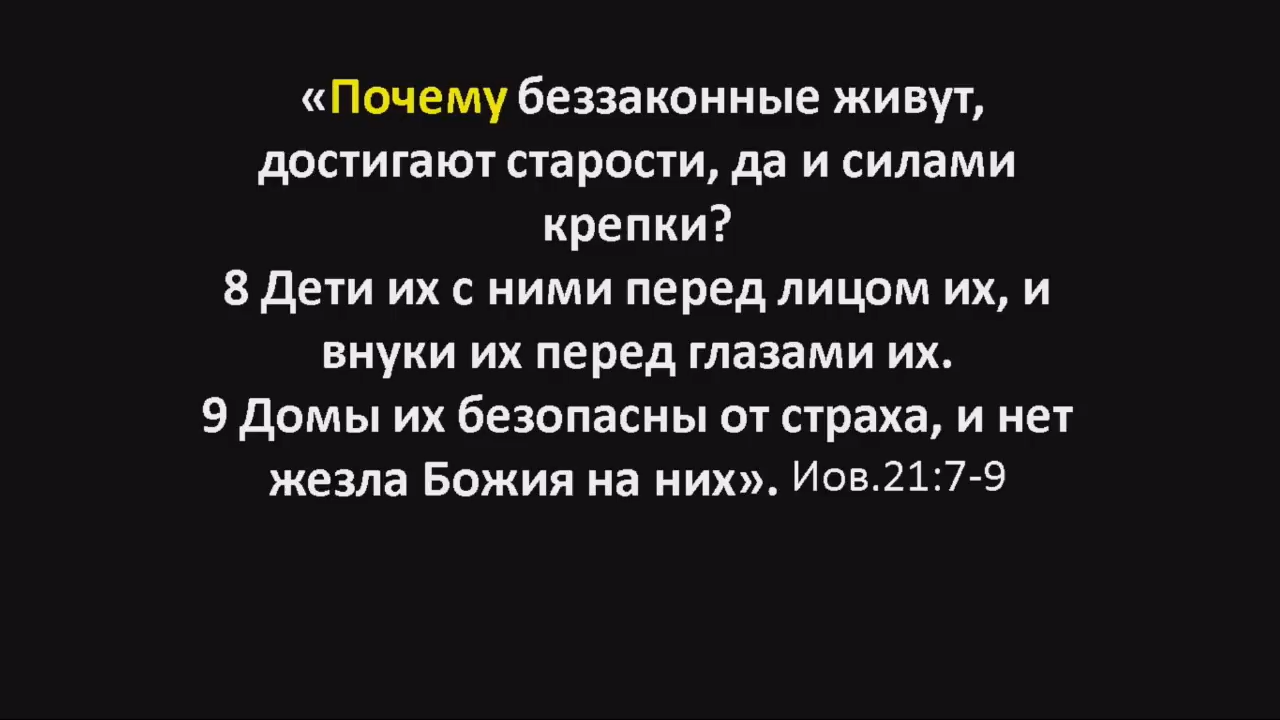 «Почему беззаконные живут,
достигают старости, да и силами
крепки?
8 Дети их с ними перед лицом их, и
внуки их перед глазами их.
9 Домы их безопасны от страха, и нет
жезла Божия на них». Иов.21:7-9